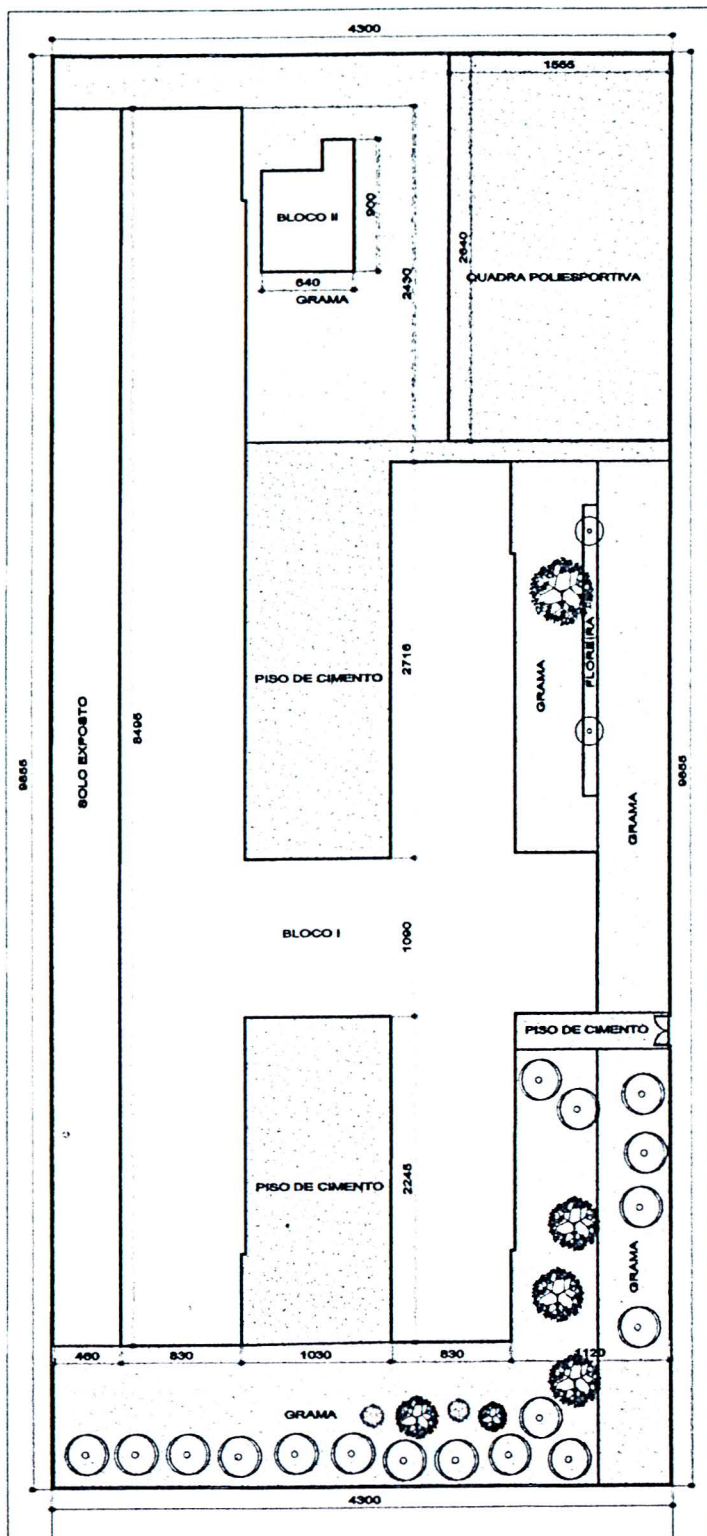 4300
1555
BLOCO II
900
640
GRAMA
2430
2640
QUADRA POLIESPORTIVA
SOLO EXPOSTO
8495
9855
PISO DE CIMENTO
2715
GRAMA
FLOREIRA
GRAMA
9855
BLOCO I
1090
PISO DE CIMENTO
PISO DE CIMENTO
2245
GRAMA
460
830
1030
830
1120
GRAMA
4300